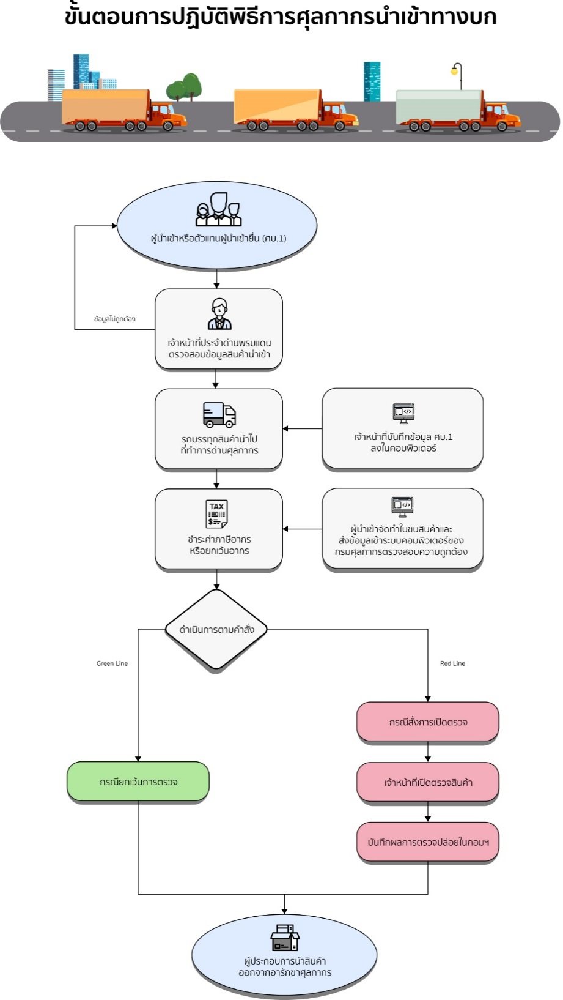 ขั้นตอนการปฏิบัติพิธีการศุลกากรนำเข้าทางบก
ผู้นำเข้าหรือตัวแทนผู้นำเข้ายื่น (ศบ.1)
ข้อมูลไม่ถูกต้อง
เจ้าหน้าที่ประจำด่านพรมแดน
ตรวจสอบข้อมูลสินค้านำเข้า
รถบรรทุกสินค้านำไป
ที่ทำการด่านศุลกากร
เจ้าหน้าที่บันทึกข้อมูล ศบ.1
ลงในคอมพิวเตอร์
TAX
ชำระค่าภาษีอากร
หรือยกเว้นอากร
ผู้นำเข้าจัดทำใบขนสินค้าและ
ส่งข้อมูลเข้าระบบคอมพิวเตอร์ของ
กรมศุลกากรตรวจสอบความถูกต้อง
ดำเนินการตามคำสั่ง
Green Line
Red Line
กรณีสั่งการเปิดตรวจ
กรณียกเว้นการตรวจ
เจ้าหน้าที่เปิดตรวจสินค้า
บันทึกผลการตรวจปล่อยในคอมฯ
ผู้ประกอบการนำสินค้า
ออกจากอารักขาศุลกากร